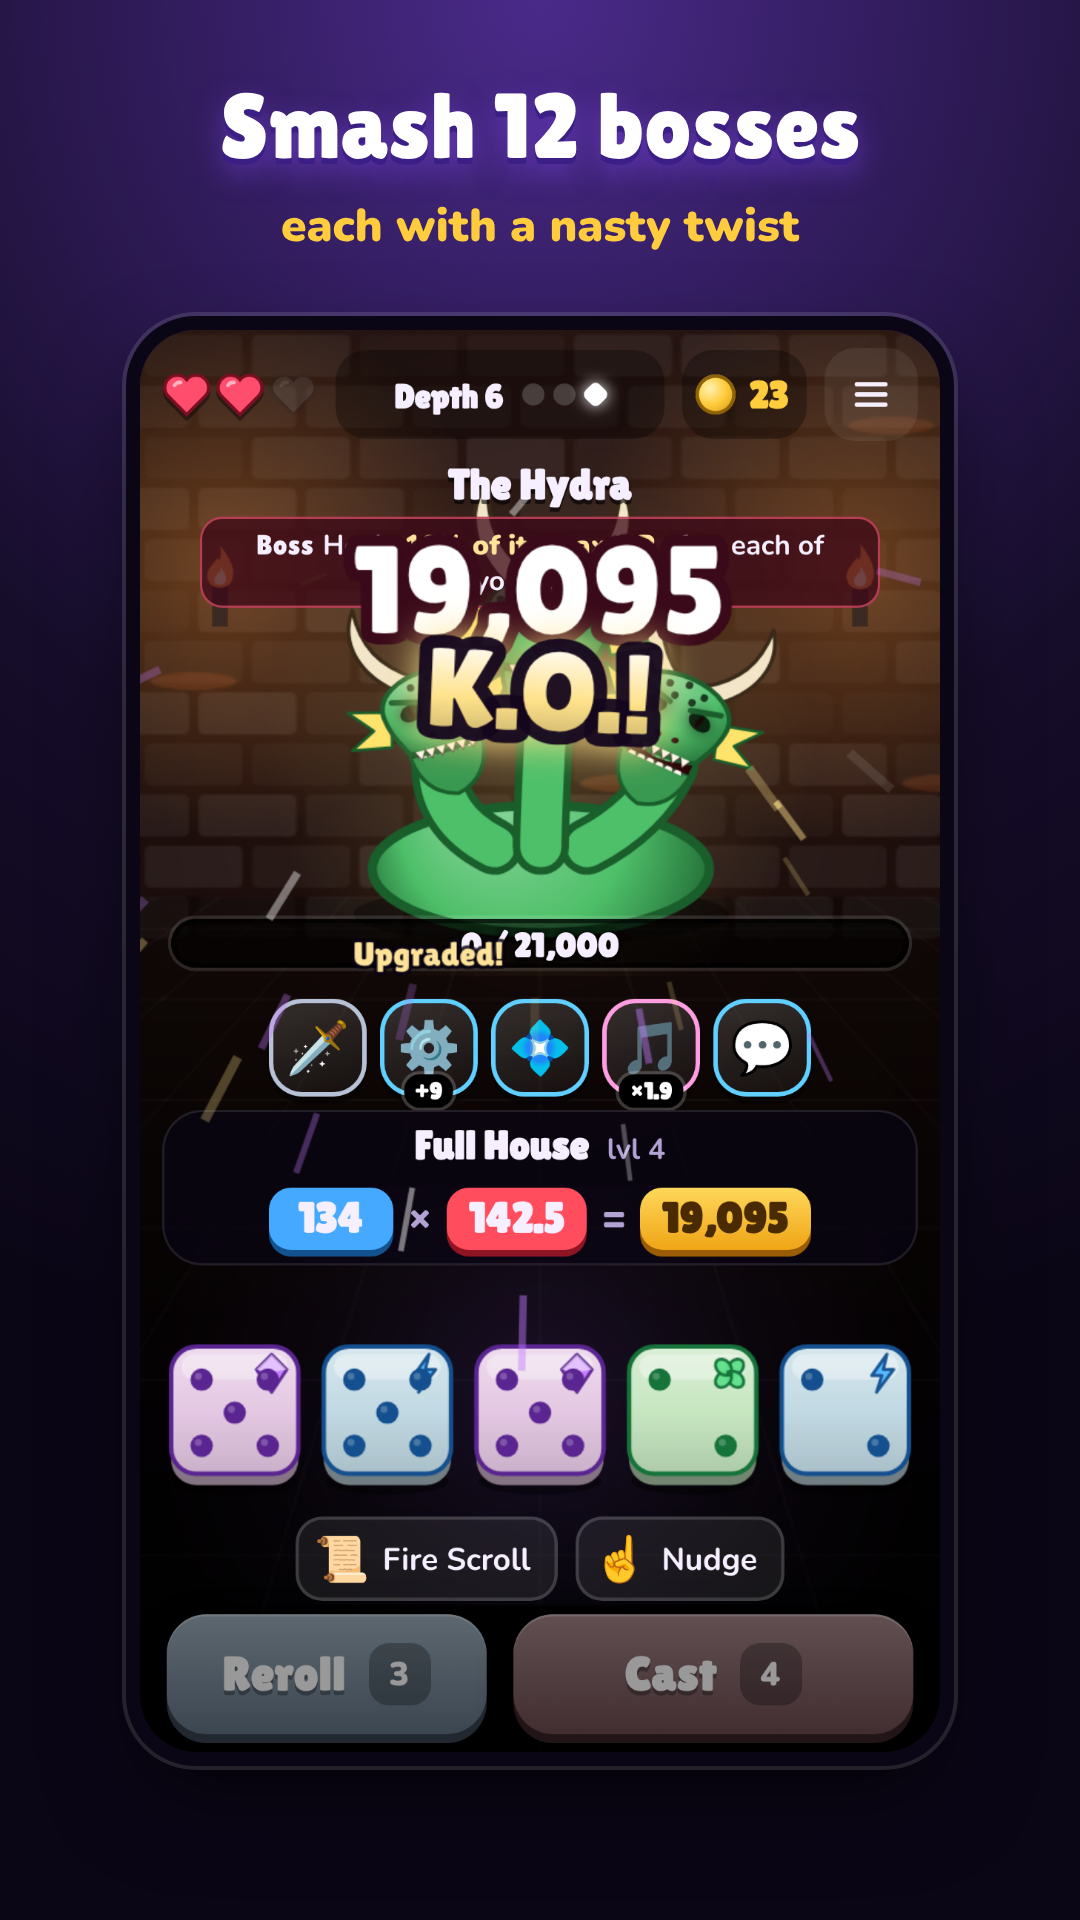 Smash 12 bosses
each with a nasty twist
Depth 6
23
The Hydra
Boss each of
19,095
K.O.!
/ 21,000
Upgraded!
+9
×1.9
Full House lvl 4
134 × 142.5 = 19,095
Fire Scroll
Nudge
Reroll 3
Cast 4